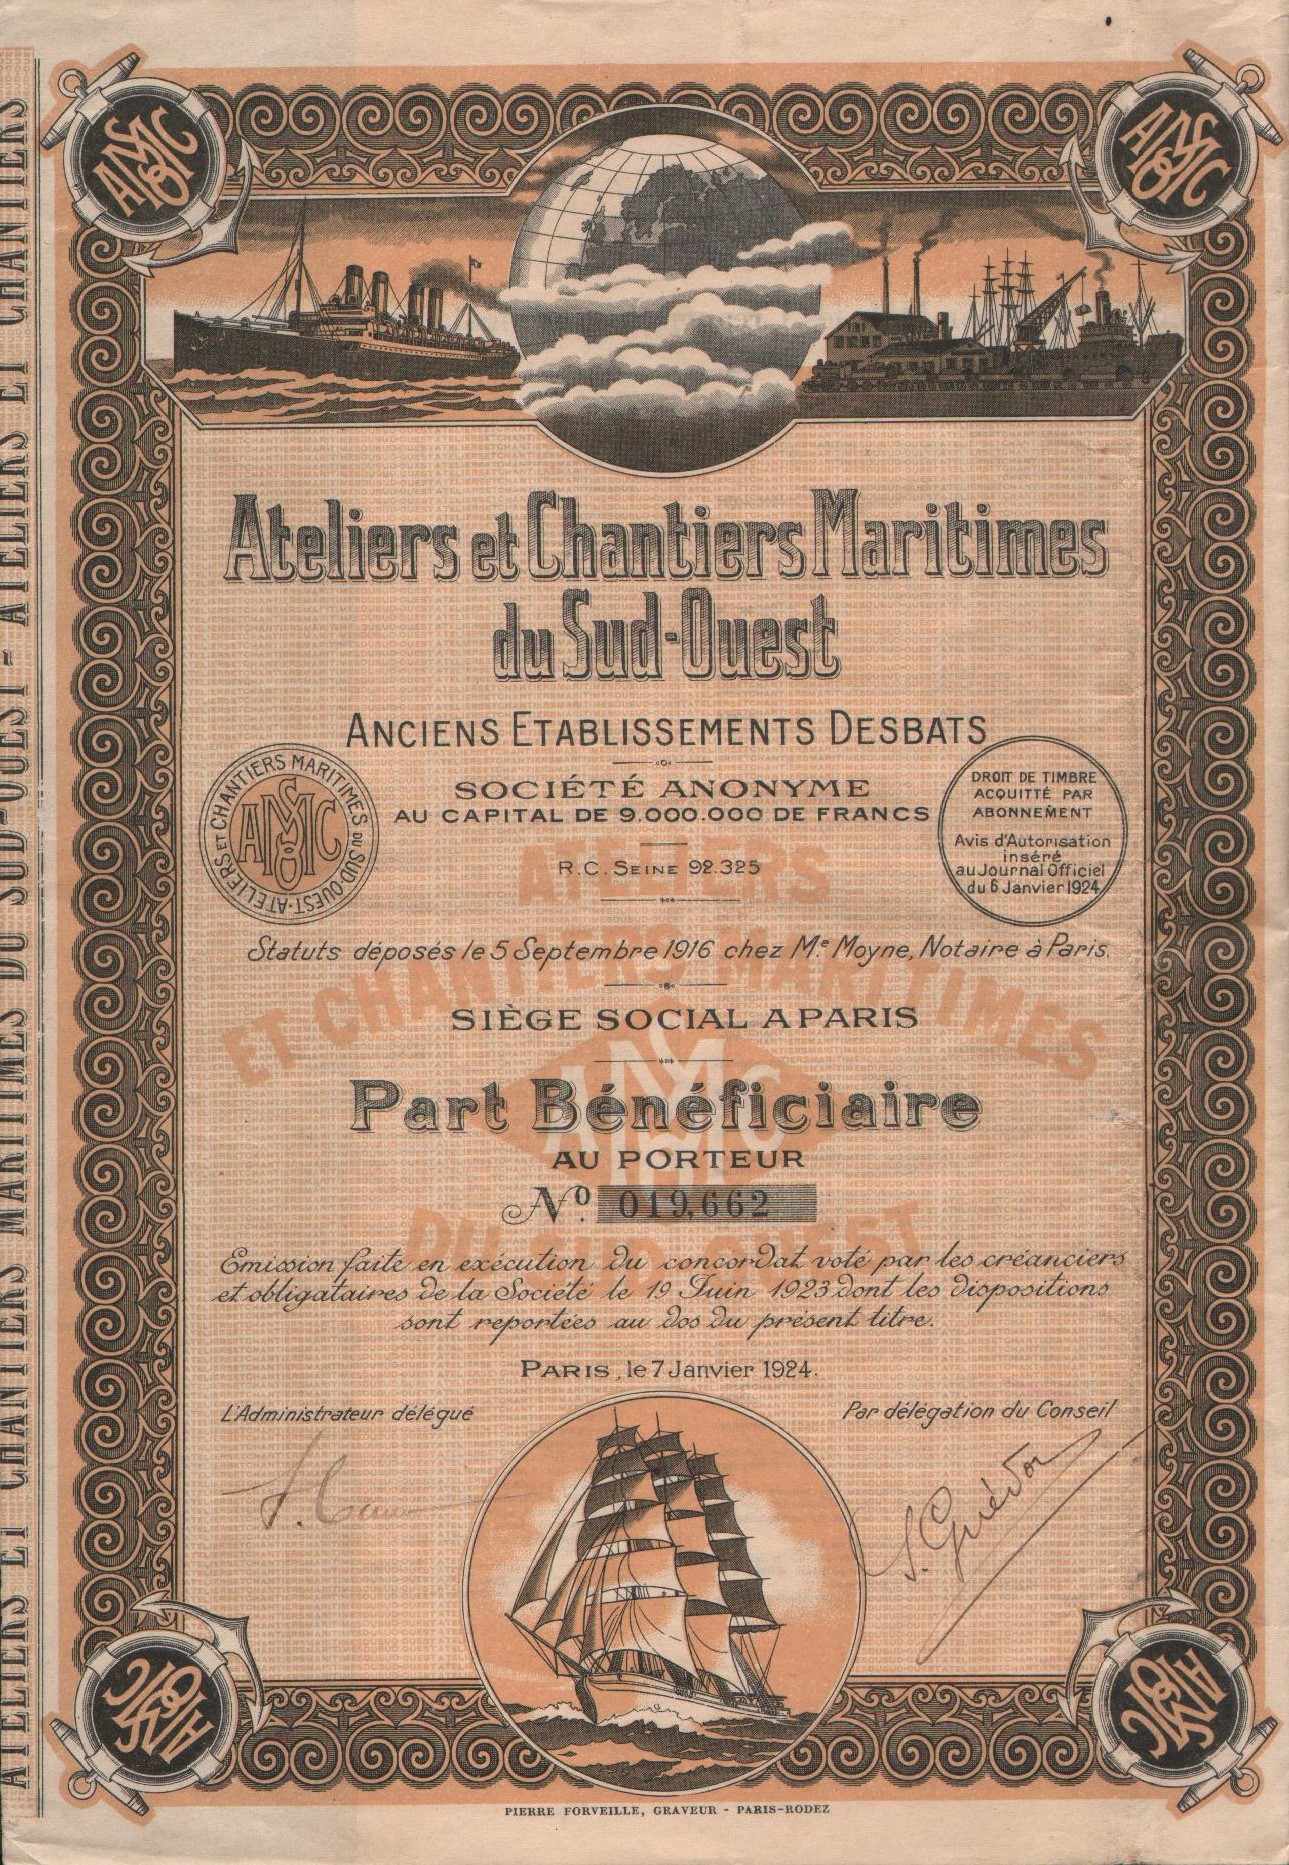 ATELIERS ET CHANTIERS MARITIMES DU SUD-OUEST - ATELIERS ET CHANTIERS
Ateliers et Chantiers Maritimes
du Sud-Ouest
ANCIENS ETABLISSEMENTS DESBATS
SOCIÉTÉ ANONYME
AU CAPITAL DE 9.000.000 DE FRANCS
R.C. SEINE 92.325
ATELIERS ET CHANTIERS MARITIMES DU SUD-OUEST
DROIT DE TIMBRE
ACQUITTÉ PAR
ABONNEMENT
Avis d'Autorisation
inséré
au Journal Officiel
du 6 Janvier 1924
ATELIERS
ET CHANTIERS MARITIMES
DU SUD-OUEST
Statuts déposés le 5 Septembre 1916 chez Me Moyne, Notaire à Paris.
SIÈGE SOCIAL A PARIS
Part Bénéficiaire
AU PORTEUR
No. 019,662
Emission faite en exécution du concordat voté par les créanciers
et obligataires de la Société le 19 Juin 1923 dont les dispositions
sont reportées au dos du présent titre.
PARIS, le 7 Janvier 1924.
L'Administrateur délégué
Par délégation du Conseil
PIERRE FORVEILLE, GRAVEUR - PARIS-RODEZ